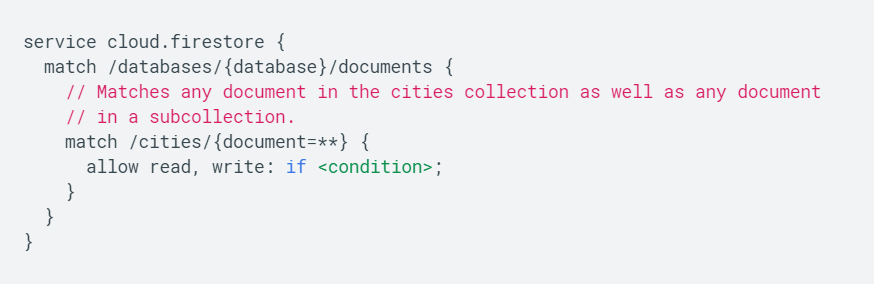 service cloud.firestore {
match /databases/{database}/documents {
// Matches any document in the cities collection as well as any document
// in a subcollection.
match /cities/{document=**} {
allow read, write: if <condition>;
}
}
}